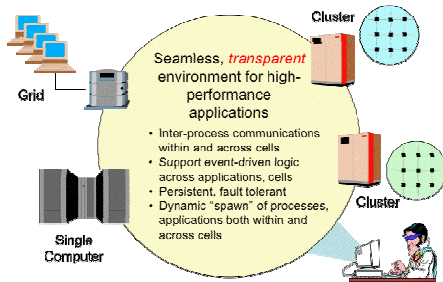 Cluster
Seamless, transparent
environment for high-
performance
applications
Grid
• Inter-process communications
within and across cells
• Support event-driven logic
across applications, cells
• Persistent, fault tolerant
• Dynamic “spawn” of processes,
applications both within and
across cells
Cluster
Single
Computer